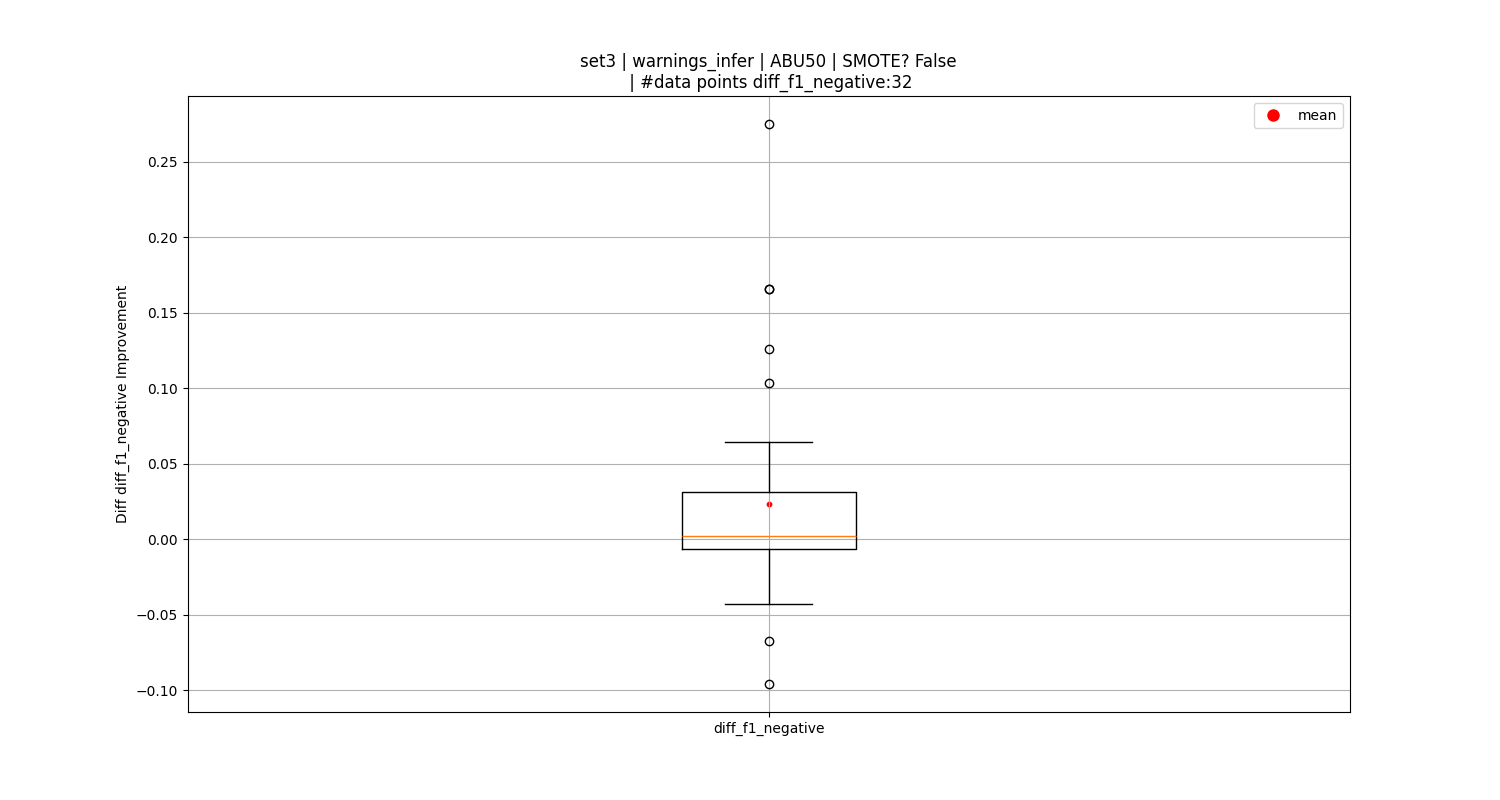 set3 | warnings_infer | ABU50 | SMOTE? False
| #data points diff_f1_negative:32
mean
0.25
0.20
0.15
0.10
0.05
0.00
−0.05
−0.10
Diff diff_f1_negative Improvement
diff_f1_negative